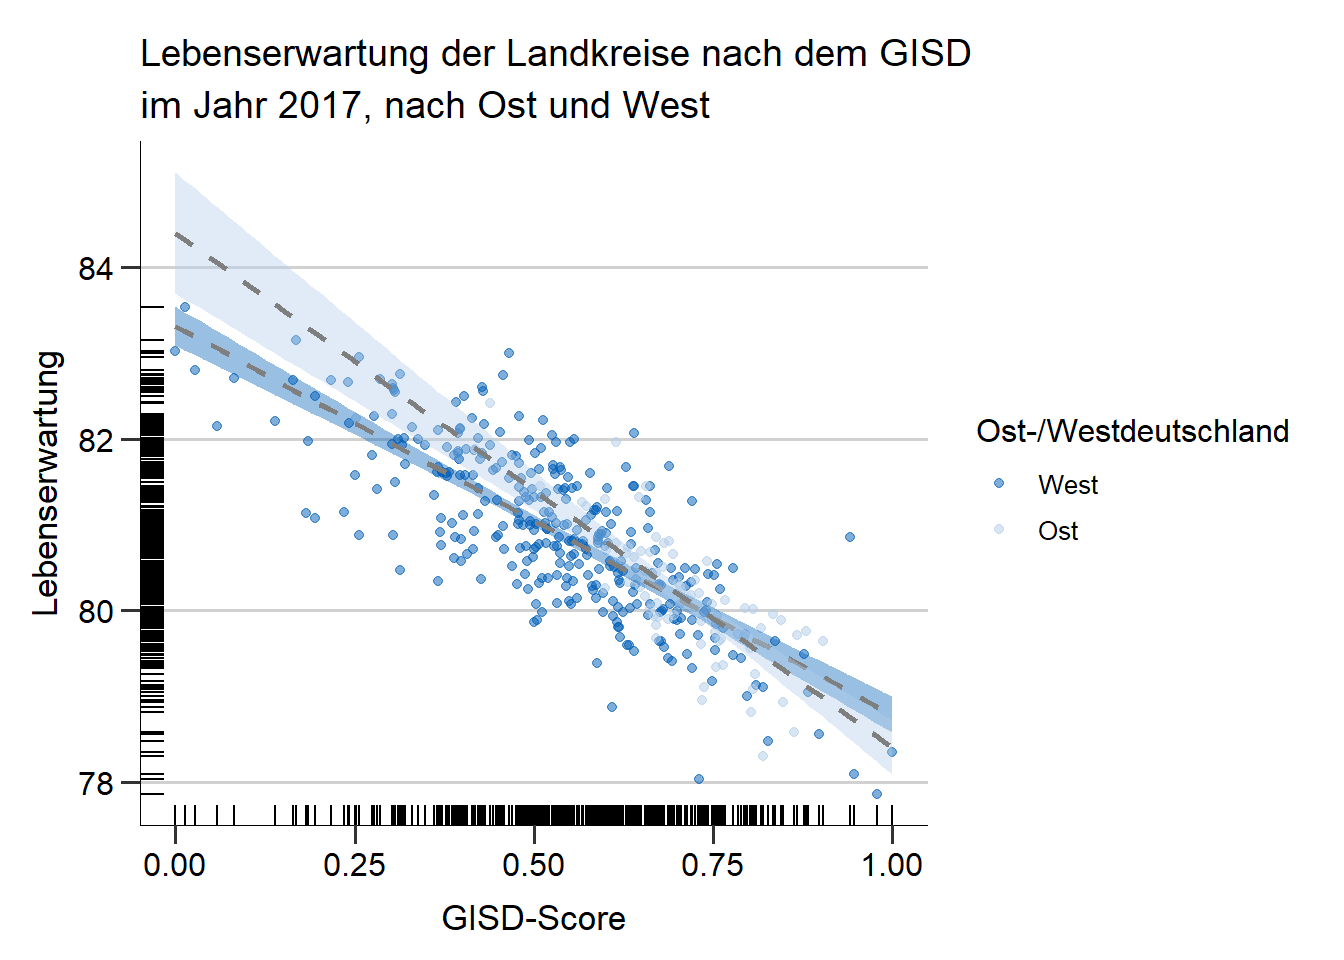 Lebenserwartung der Landkreise nach dem GISD
im Jahr 2017, nach Ost und West
Lebenserwartung
84
82
80
78
0.00 0.25 0.50 0.75 1.00
GISD-Score
Ost-/Westdeutschland
West
Ost